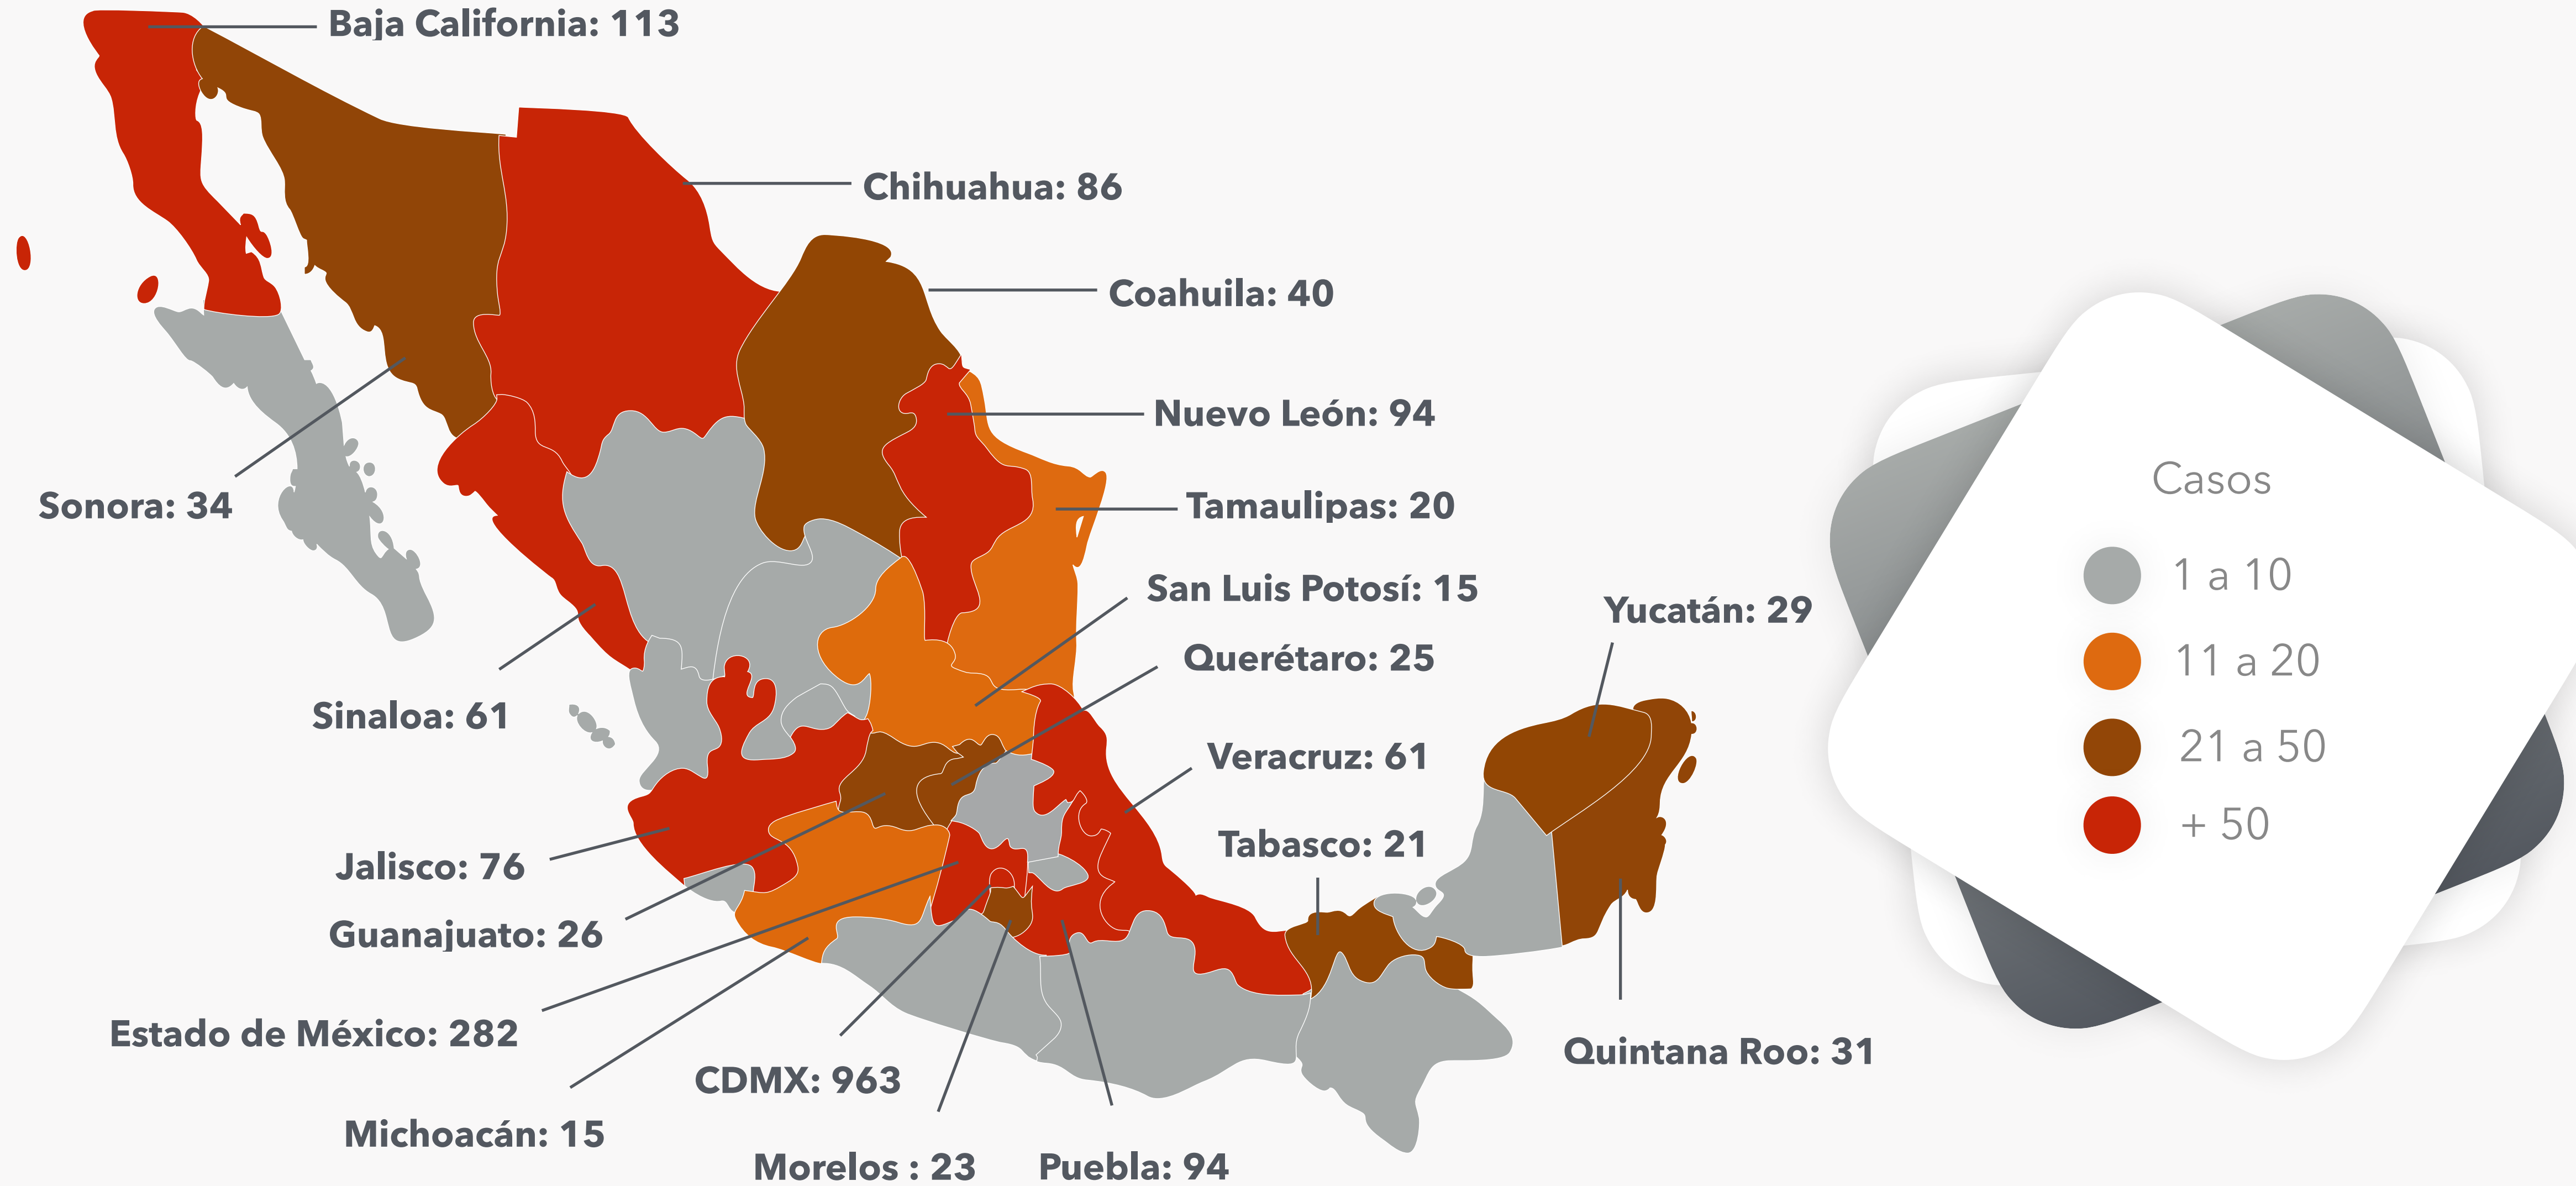 Baja California: 113
Chihuahua: 86
Coahuila: 40
Nuevo León: 94
Casos
Sonora: 34
Tamaulipas: 20
1 a 10
San Luis Potosí: 15
Yucatán: 29
Querétaro: 25
11 a 20
Sinaloa: 61
21 a 50
Veracruz: 61
+ 50
Tabasco: 21
Jalisco: 76
Guanajuato: 26
Estado de México: 282
Quintana Roo: 31
CDMX: 963
Michoacán: 15
Morelos : 23
Puebla: 94